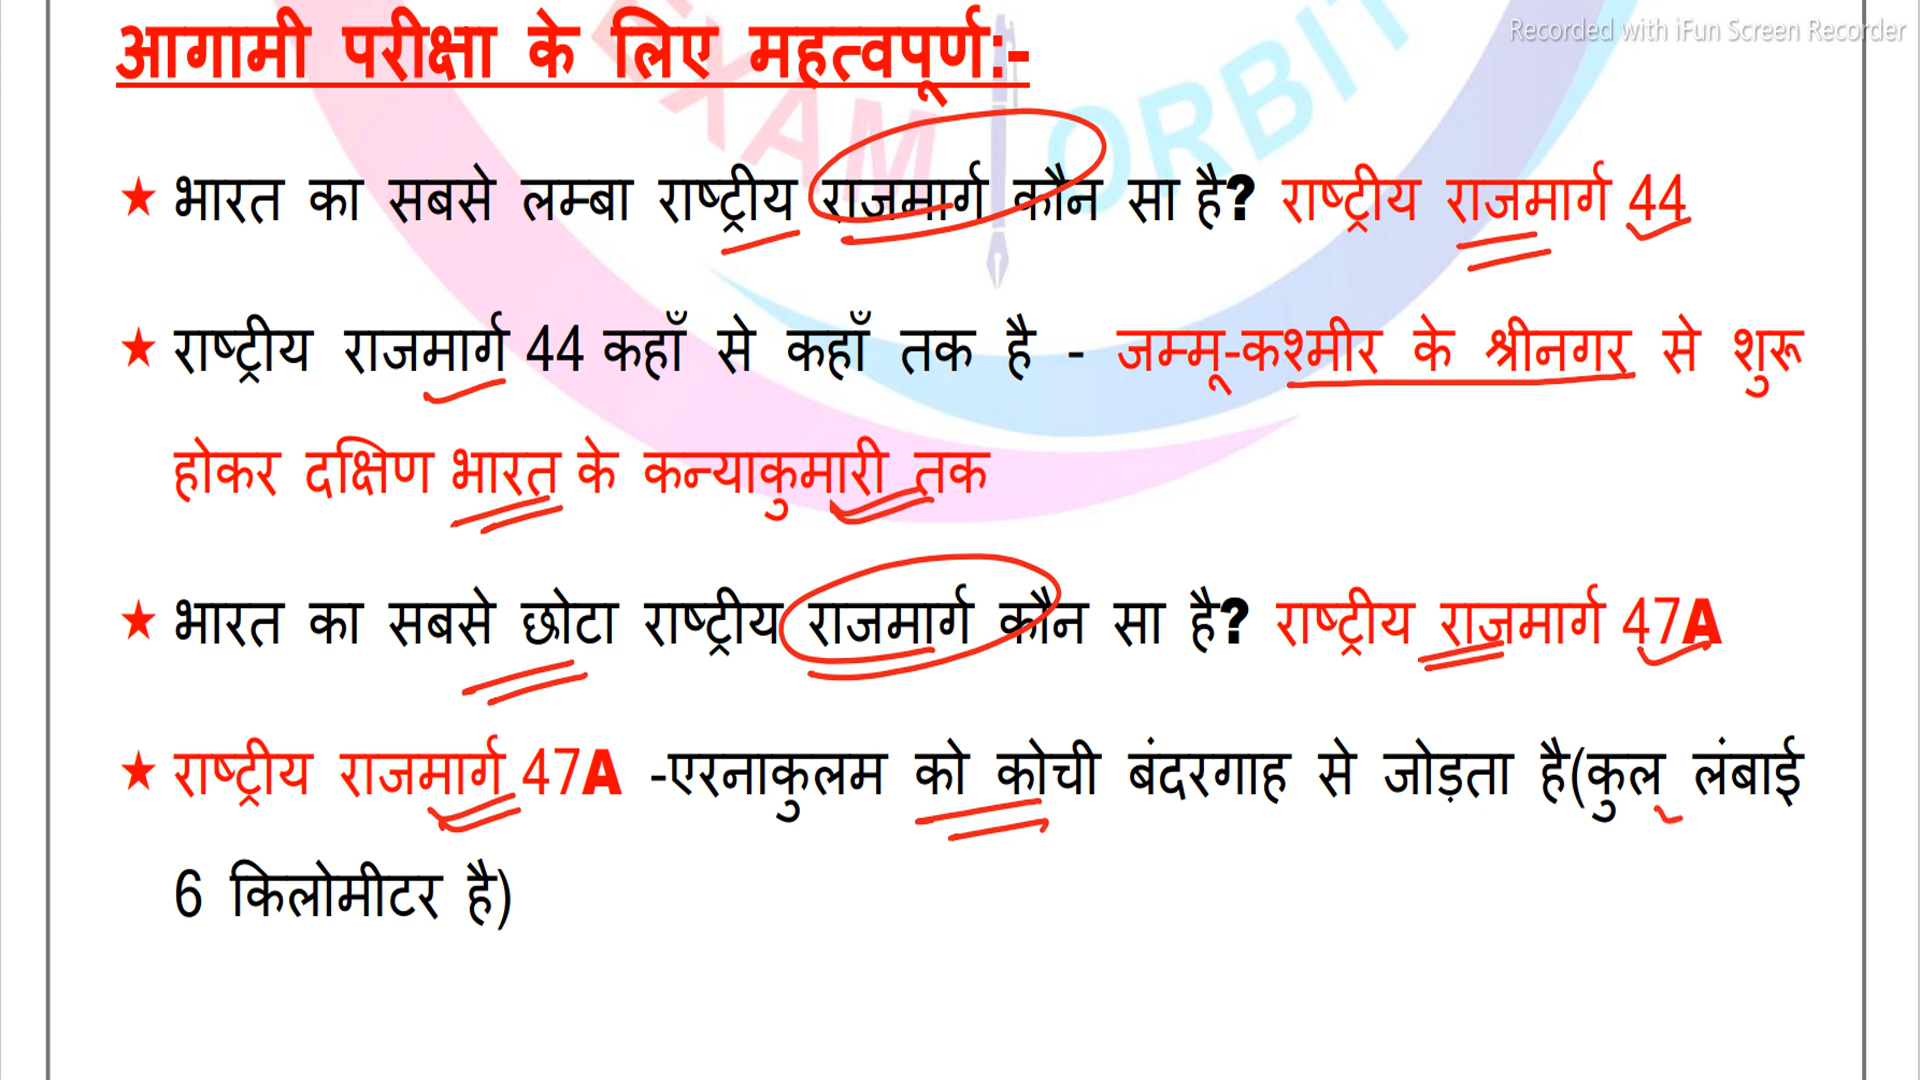 Recorded with iFun Screen Recorder
आगामी परीक्षा के लिए महत्वपूर्ण:-
EXAM ORBIT
★ भारत का सबसे लम्बा राष्ट्रीय राजमार्ग कौन सा है? राष्ट्रीय राजमार्ग 44
★ राष्ट्रीय राजमार्ग 44 कहाँ से कहाँ तक है - जम्मू-कश्मीर के श्रीनगर से शुरू
होकर दक्षिण भारत के कन्याकुमारी तक
★ भारत का सबसे छोटा राष्ट्रीय राजमार्ग कौन सा है? राष्ट्रीय राजमार्ग 47A
★ राष्ट्रीय राजमार्ग 47A -एरनाकुलम को कोची बंदरगाह से जोड़ता है(कुल लंबाई
6 किलोमीटर है)